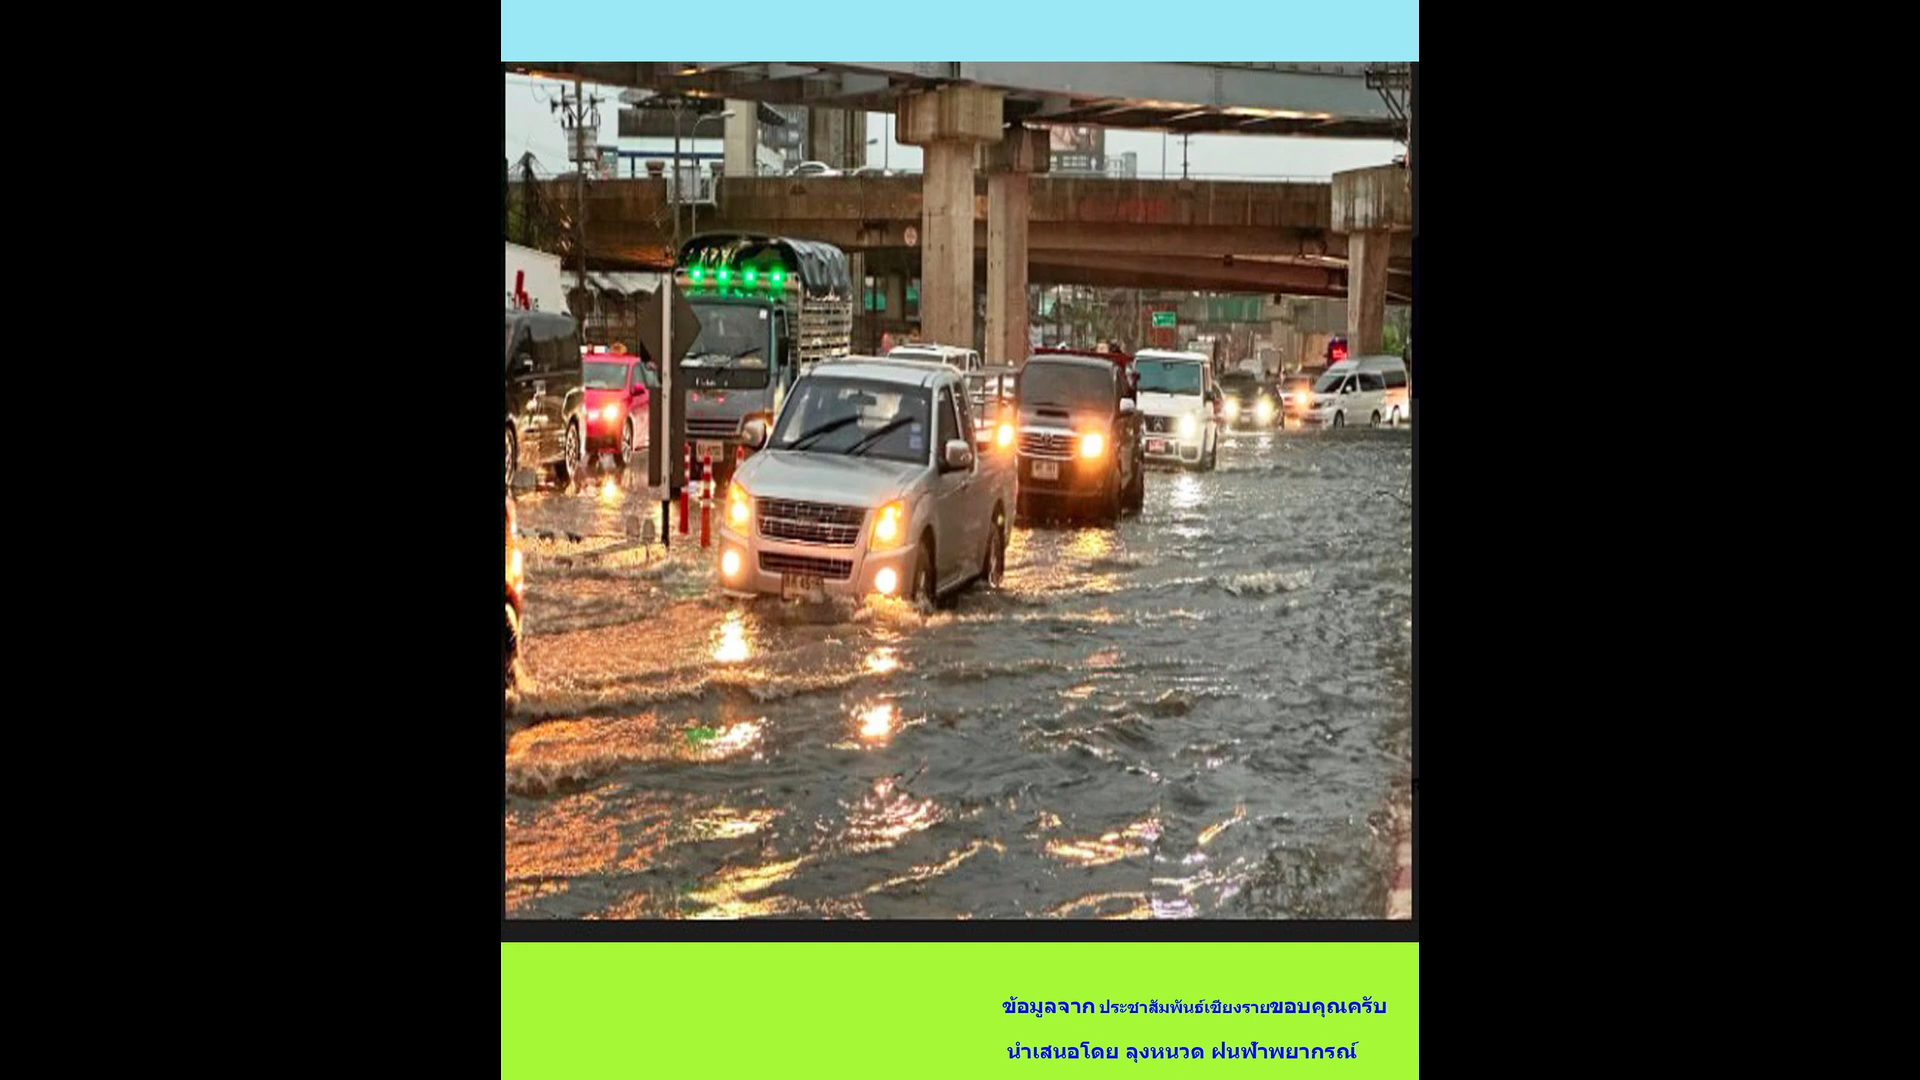 ข้อมูลจาก ประชาสัมพันธ์เชียงรายขอบคุณครับ
นำเสนอโดย ลุงหนวด ฝนฟ้าพยากรณ์